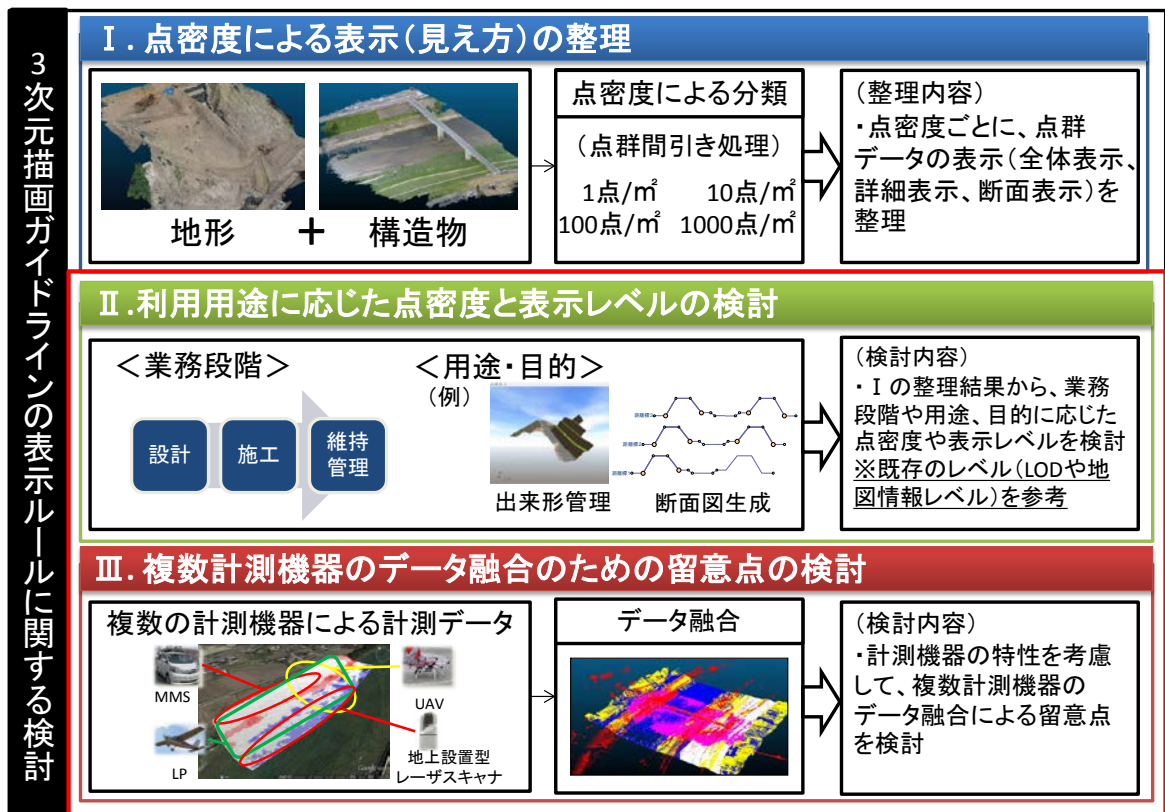 3次元描画ガイドラインの表示ルールに関する検討
Ⅰ.点密度による表示(見え方)の整理
地形
+
構造物
点密度による分類
(点群間引き処理)
1点/㎡ 10点/㎡
100点/㎡ 1000点/㎡
(整理内容)
・点密度ごとに、点群
データの表示(全体表示、
詳細表示、断面表示)を
整理
Ⅱ.利用用途に応じた点密度と表示レベルの検討
<業務段階>
設計
施工
維持
管理
<用途・目的>
(例)
出来形管理
断面図生成
(検討内容)
・Ⅰの整理結果から、業務
段階や用途、目的に応じた
点密度や表示レベルを検討
※既存のレベル(LODや地
図情報レベル)を参考
Ⅲ.複数計測機器のデータ融合のための留意点の検討
複数の計測機器による計測データ
MMS
UAV
LP
地上設置型
レーザスキャナ
データ融合
(検討内容)
・計測機器の特性を考慮
して、複数計測機器の
データ融合による留意点
を検討